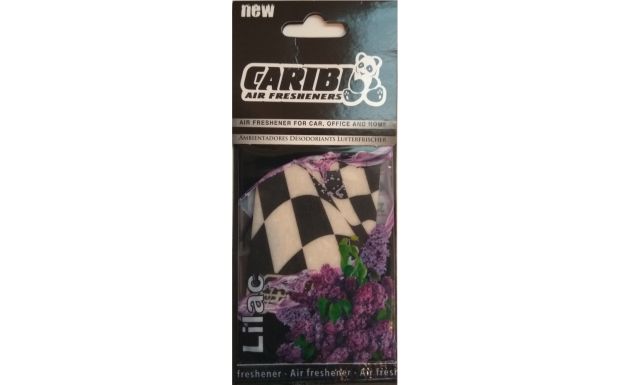 new
CARIBI
AIR FRESHENERS
AIR FRESHENER FOR CAR, OFFICE AND HOME
AMBIENTADORES DESODORIANTS LUFTERFRISCHER
Lilac
freshener - Air freshener - Air fresh